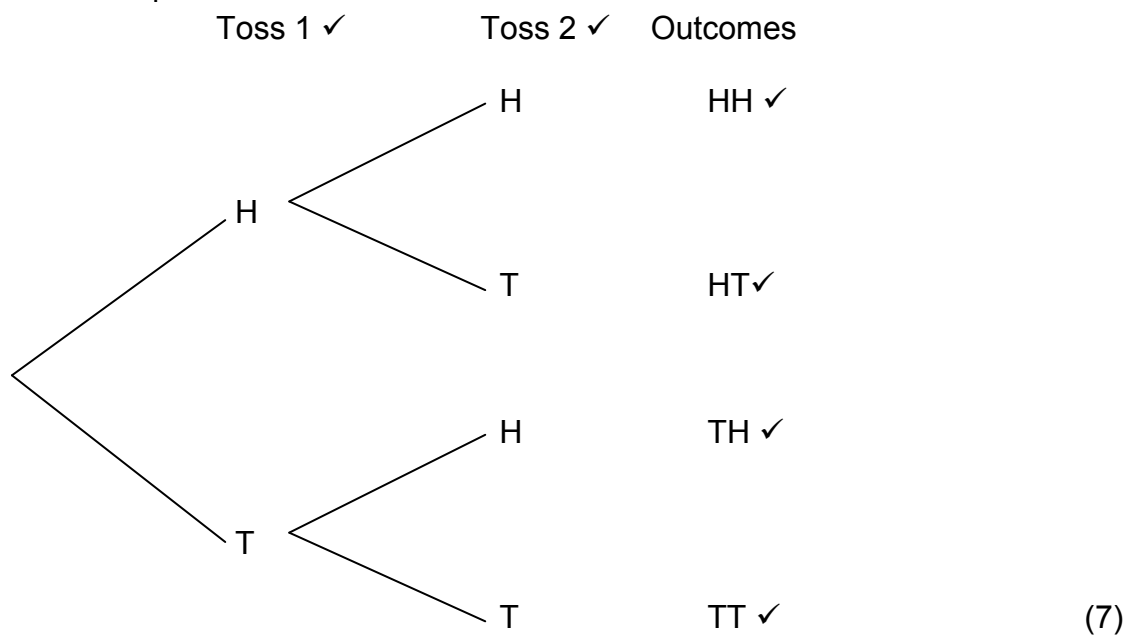 Toss 1 ✓ Toss 2 ✓ Outcomes
H HH ✓
H
T HT✓
H TH ✓
T
T TT ✓ (7)